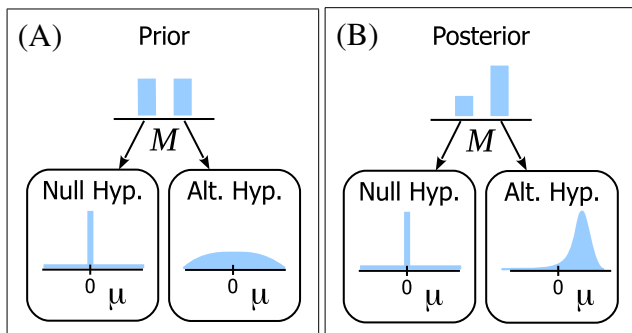 (A)
Prior
M
Null Hyp.
0
μ
Alt. Hyp.
0
μ
(B)
Posterior
M
Null Hyp.
0
μ
Alt. Hyp.
0
μ